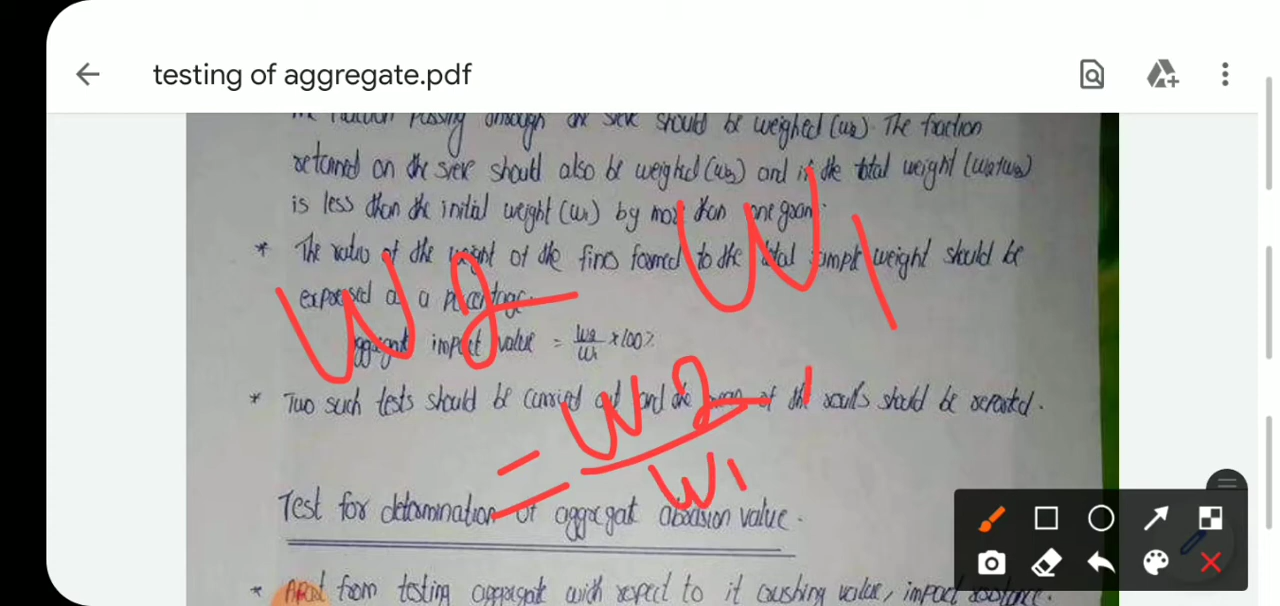 testing of aggregate.pdf
The fraction passing through the sieve should be weighed (w2). The fraction
retained on the sieve should also be weighed (w3) and if the total weight (w2+w3)
is less than the initial weight (w1) by more than one gram.
* The ratio of the weight of the fines formed to the total sample weight should be
expressed as a percentage.
W2 W1
aggregate impact value = w2/w1 ×100%
* Two such tests should be carried out and the mean of the results should be reported.
= W2/W1
Test for determination of aggregate abrasion value.
* Apart from testing aggregate with respect to it crushing value, impact resistance.